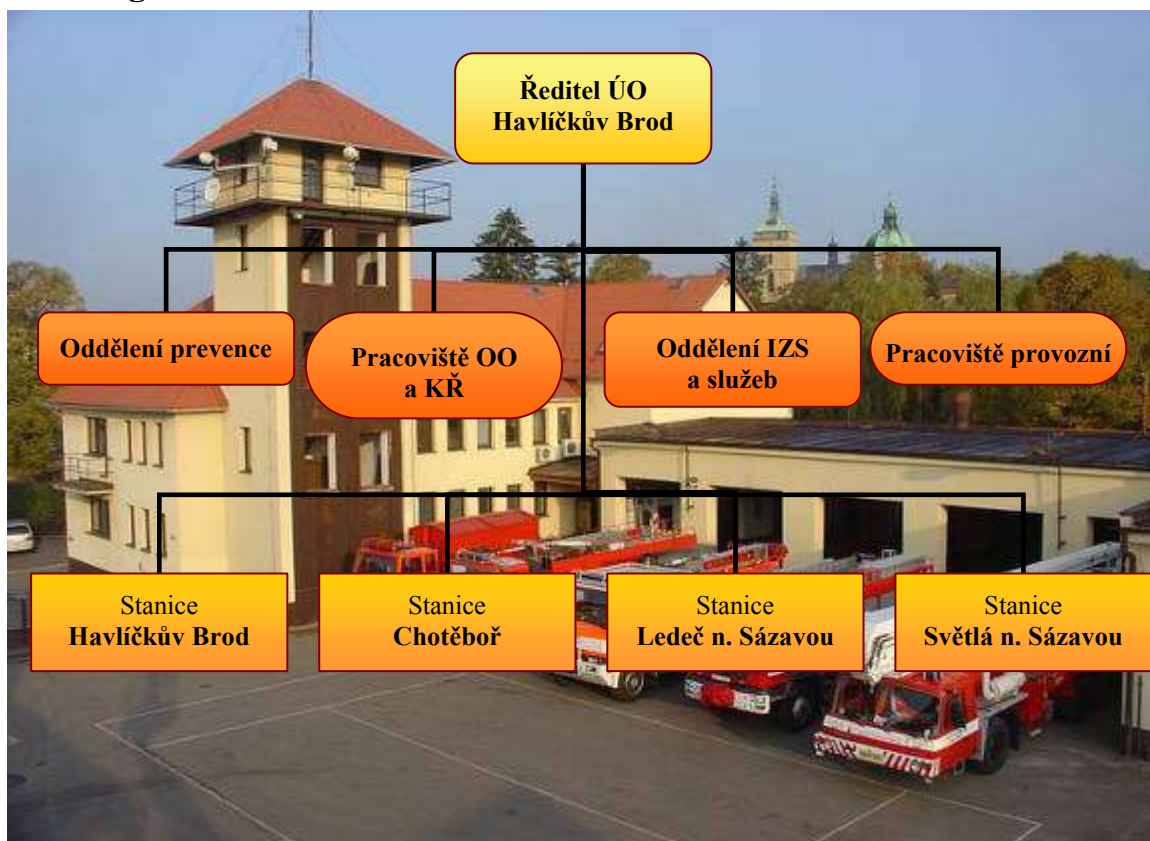 Ředitel ÚO
Havlíčkův Brod
Oddělení prevence
Pracoviště OO
a KŘ
Oddělení IZS
a služeb
Pracoviště provozní
Stanice
Havlíčkův Brod
Stanice
Chotěboř
Stanice
Ledeč n. Sázavou
Stanice
Světlá n. Sázavou